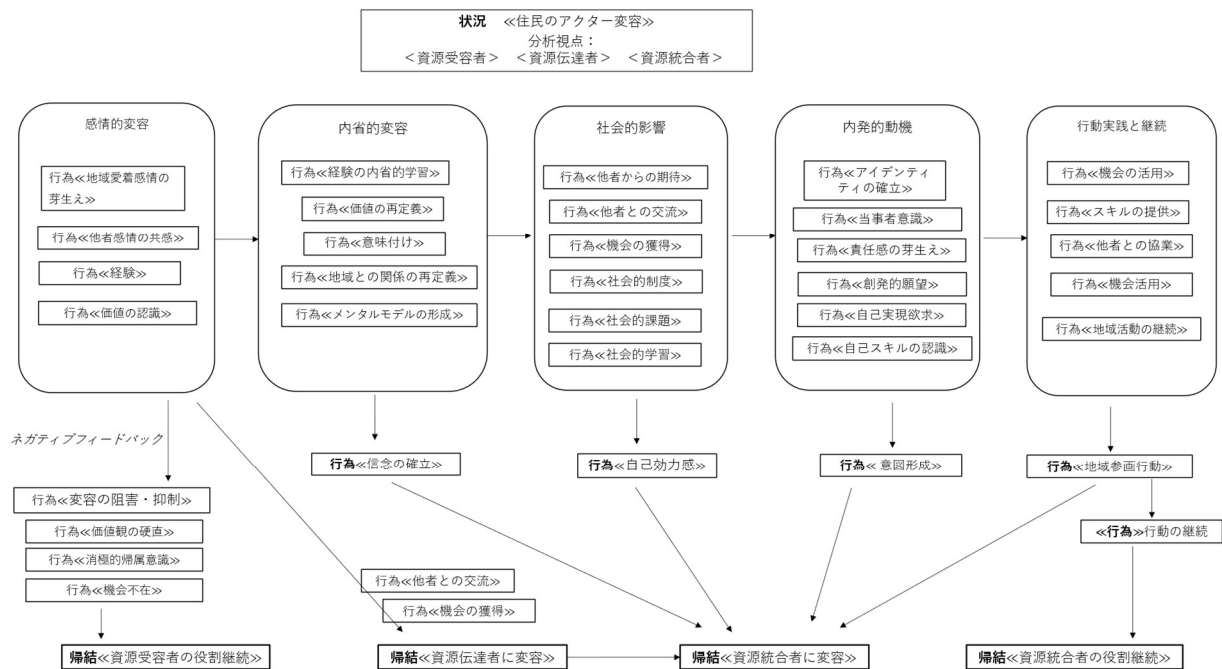 状況　≪住民のアクター変容≫
分析視点：
＜資源受容者＞　＜資源伝達者＞　＜資源統合者＞
感情的変容
行為≪地域愛着感情の
芽生え≫
行為≪他者感情の共感≫
行為≪経験≫
行為≪価値の認識≫
内省的変容
行為≪経験の内省的学習≫
行為≪価値の再定義≫
行為≪意味付け≫
行為≪地域との関係の再定義≫
行為≪メンタルモデルの形成≫
社会的影響
行為≪他者からの期待≫
行為≪他者との交流≫
行為≪機会の獲得≫
行為≪社会的制度≫
行為≪社会的課題≫
行為≪社会的学習≫
内発的動機
行為≪アイデンティ
ティの確立≫
行為≪当事者意識≫
行為≪責任感の芽生え≫
行為≪創発的願望≫
行為≪自己実現欲求≫
行為≪自己スキルの認識≫
行動実践と継続
行為≪機会の活用≫
行為≪スキルの提供≫
行為≪他者との協業≫
行為≪機会活用≫
行為≪地域活動の継続≫
ネガティブフィードバック
行為≪変容の阻害・抑制≫
行為≪価値観の硬直≫
行為≪消極的帰属意識≫
行為≪機会不在≫
行為≪信念の確立≫
行為≪自己効力感≫
行為≪意図形成≫
行為≪地域参画行動≫
≪行為≫行動の継続
行為≪他者との交流≫
行為≪機会の獲得≫
帰結≪資源受容者の役割継続≫
帰結≪資源伝達者に変容≫
帰結≪資源統合者に変容≫
帰結≪資源統合者の役割継続≫